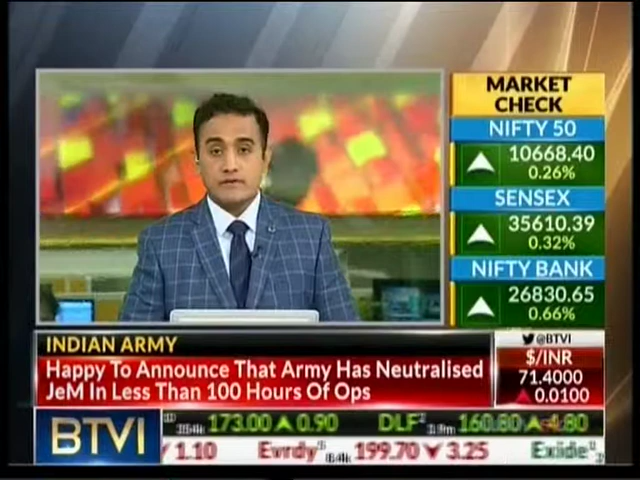 MARKET
CHECK
NIFTY 50
10668.40
0.26%
SENSEX
35610.39
0.32%
NIFTY BANK
26830.65
0.66%
INDIAN ARMY
Happy To Announce That Army Has Neutralised
JeM In Less Than 100 Hours Of Ops
@BTVI
$/INR
71.4000
0.0100
BTVI
173.00 0.90 DLF 160.80 4.80
1.10 Evrdy 199.70 3.25 Exide